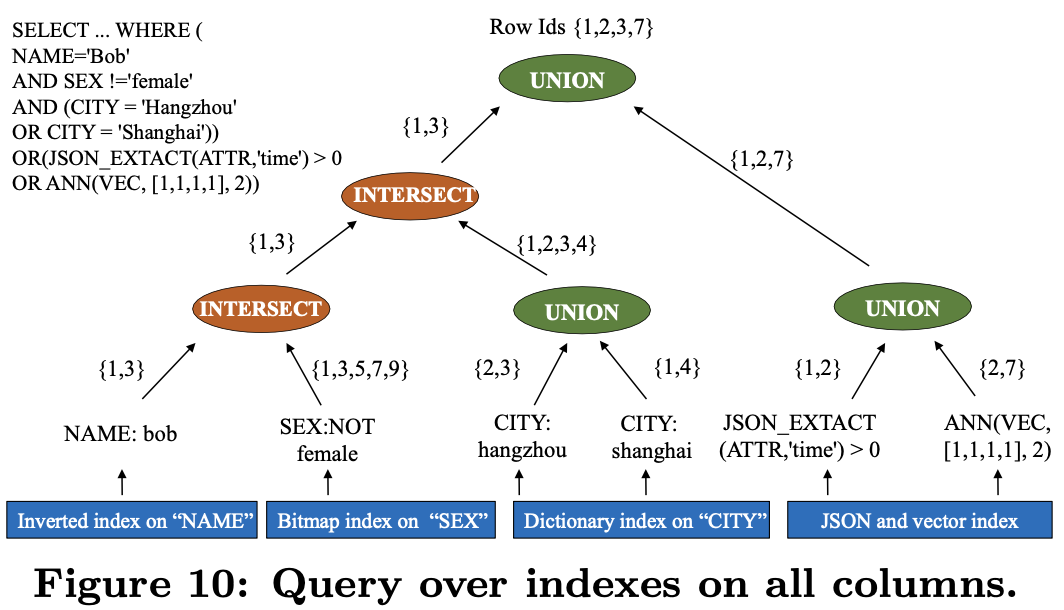 SELECT ... WHERE (
NAME='Bob'
AND SEX !='female'
AND (CITY = 'Hangzhou'
OR CITY = 'Shanghai'))
OR(JSON_EXTACT(ATTR,'time') > 0
OR ANN(VEC, [1,1,1,1], 2))
Row Ids {1,2,3,7}
UNION
{1,3}
{1,2,7}
INTERSECT
{1,3}
{1,2,3,4}
INTERSECT
UNION
UNION
{1,3}
{1,3,5,7,9}
{2,3}
{1,4}
{1,2}
{2,7}
NAME: bob
SEX:NOT
female
CITY:
hangzhou
CITY:
shanghai
JSON_EXTACT
(ATTR,'time') > 0
ANN(VEC,
[1,1,1,1], 2)
Inverted index on “NAME”
Bitmap index on “SEX”
Dictionary index on “CITY”
JSON and vector index
Figure 10: Query over indexes on all columns.